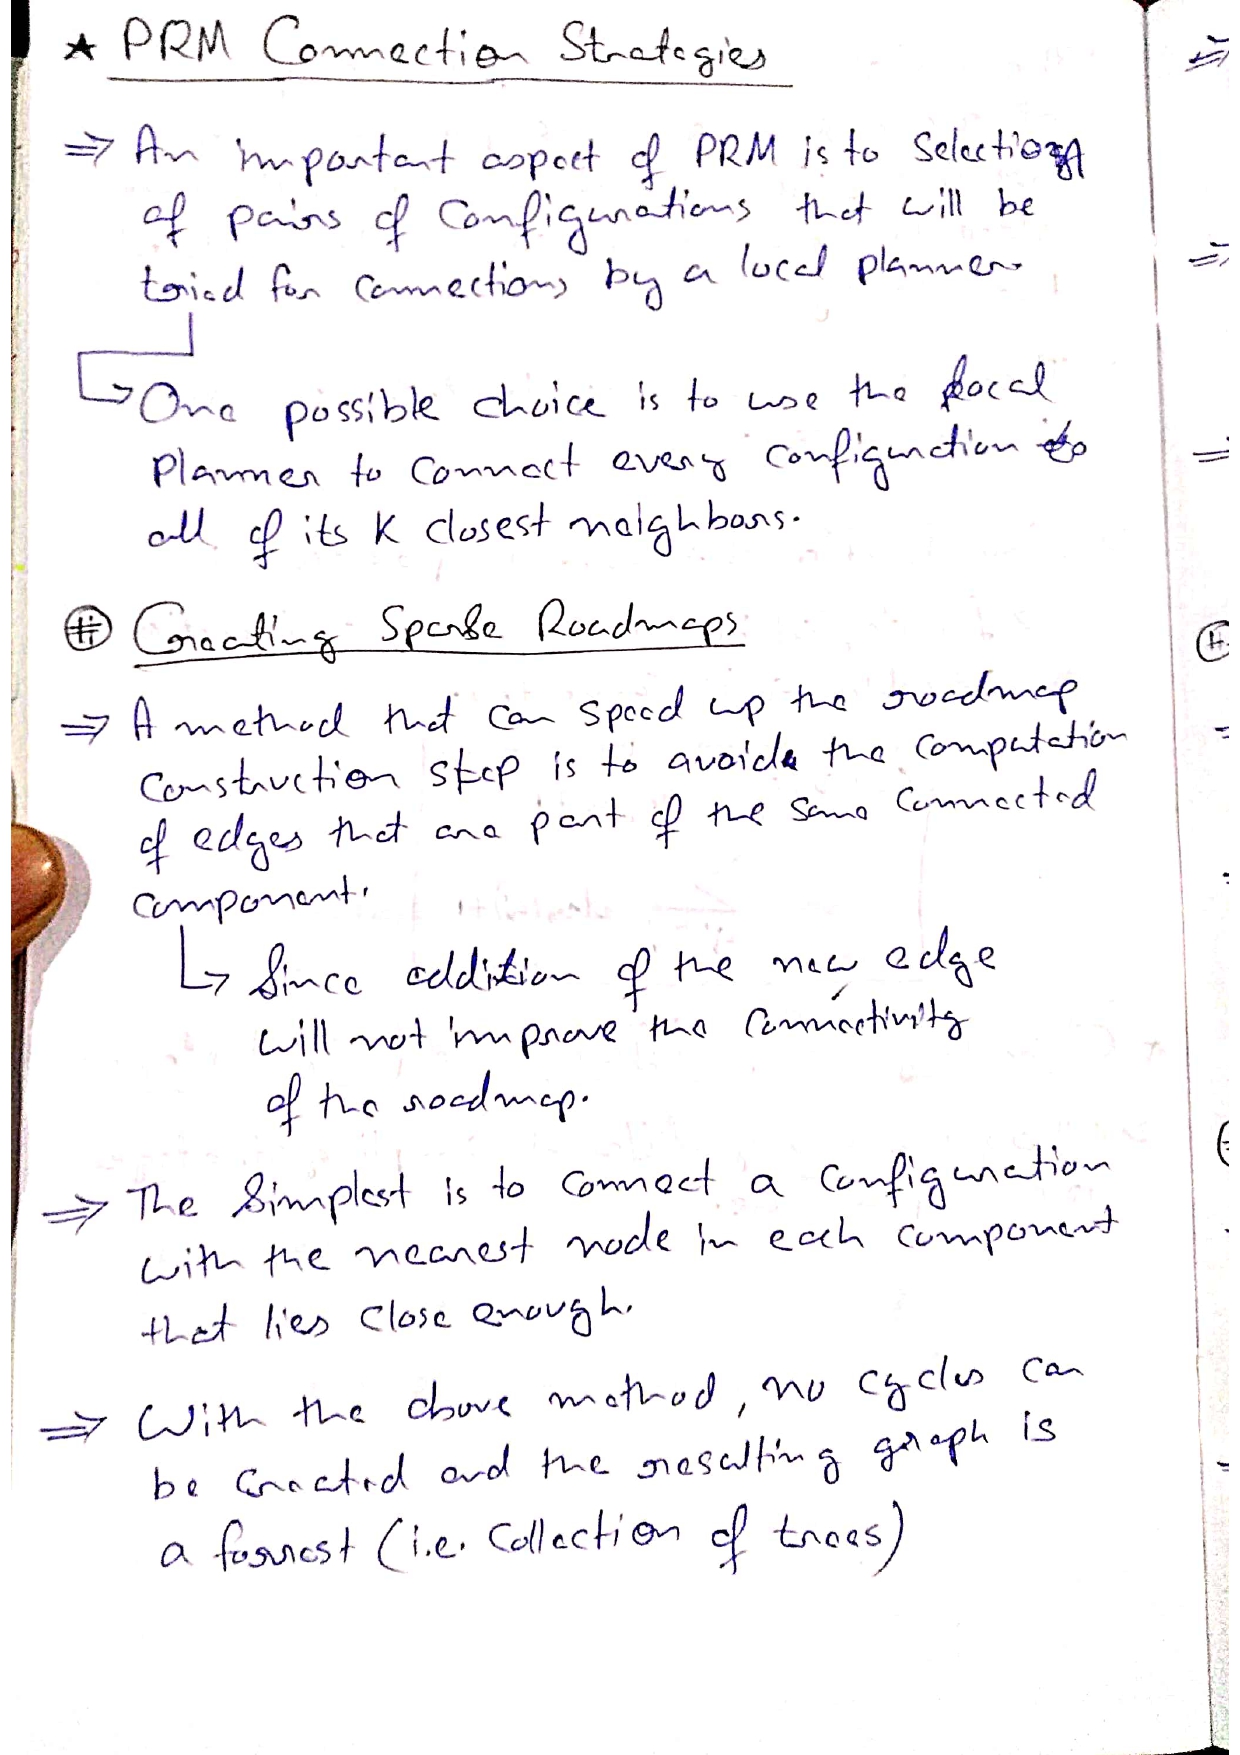 ★ PRM Connection Strategies
⇒ An important aspect of PRM is to Selection
of pairs of Configurations that will be
tried for connections by a local planner
↳ One possible choice is to use the local
Planner to Connect every configuration to
all of its K closest neighbors.
# Creating Sparse Roadmaps
⇒ A method that can speed up the roadmap
Construction step is to avoide the computation
of edges that are part of the same connected
component.
↳ Since addition of the new edge
will not improve the connectivity
of the roadmap.
⇒ The Simplest is to connect a configuration
with the nearest node in each component
that lies close enough.
⇒ With the above method, no cycles can
be created and the resulting graph is
a forrest (i.e. Collection of trees)